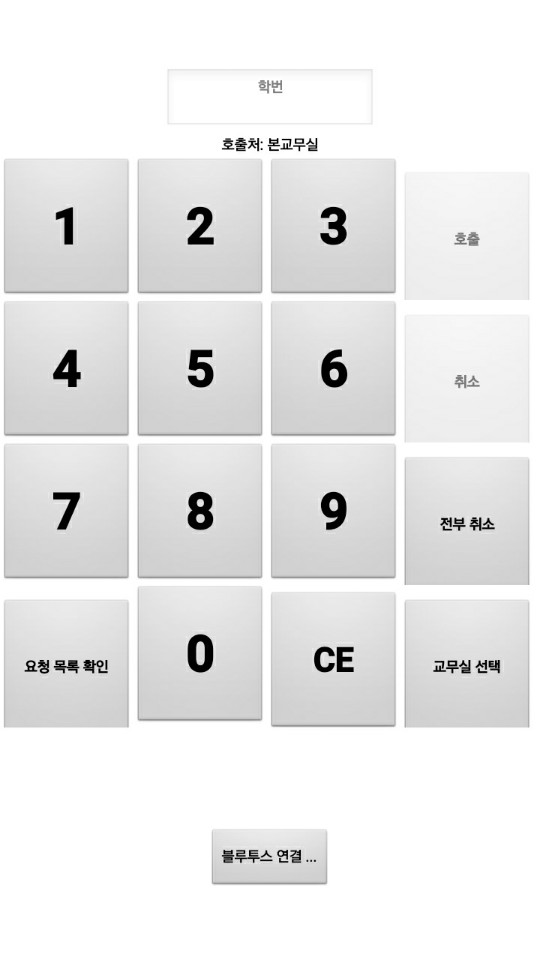 학번
호출처: 본교무실
1 2 3 호출
4 5 6 취소
7 8 9 전부 취소
요청 목록 확인 0 CE 교무실 선택
블루투스 연결 ...